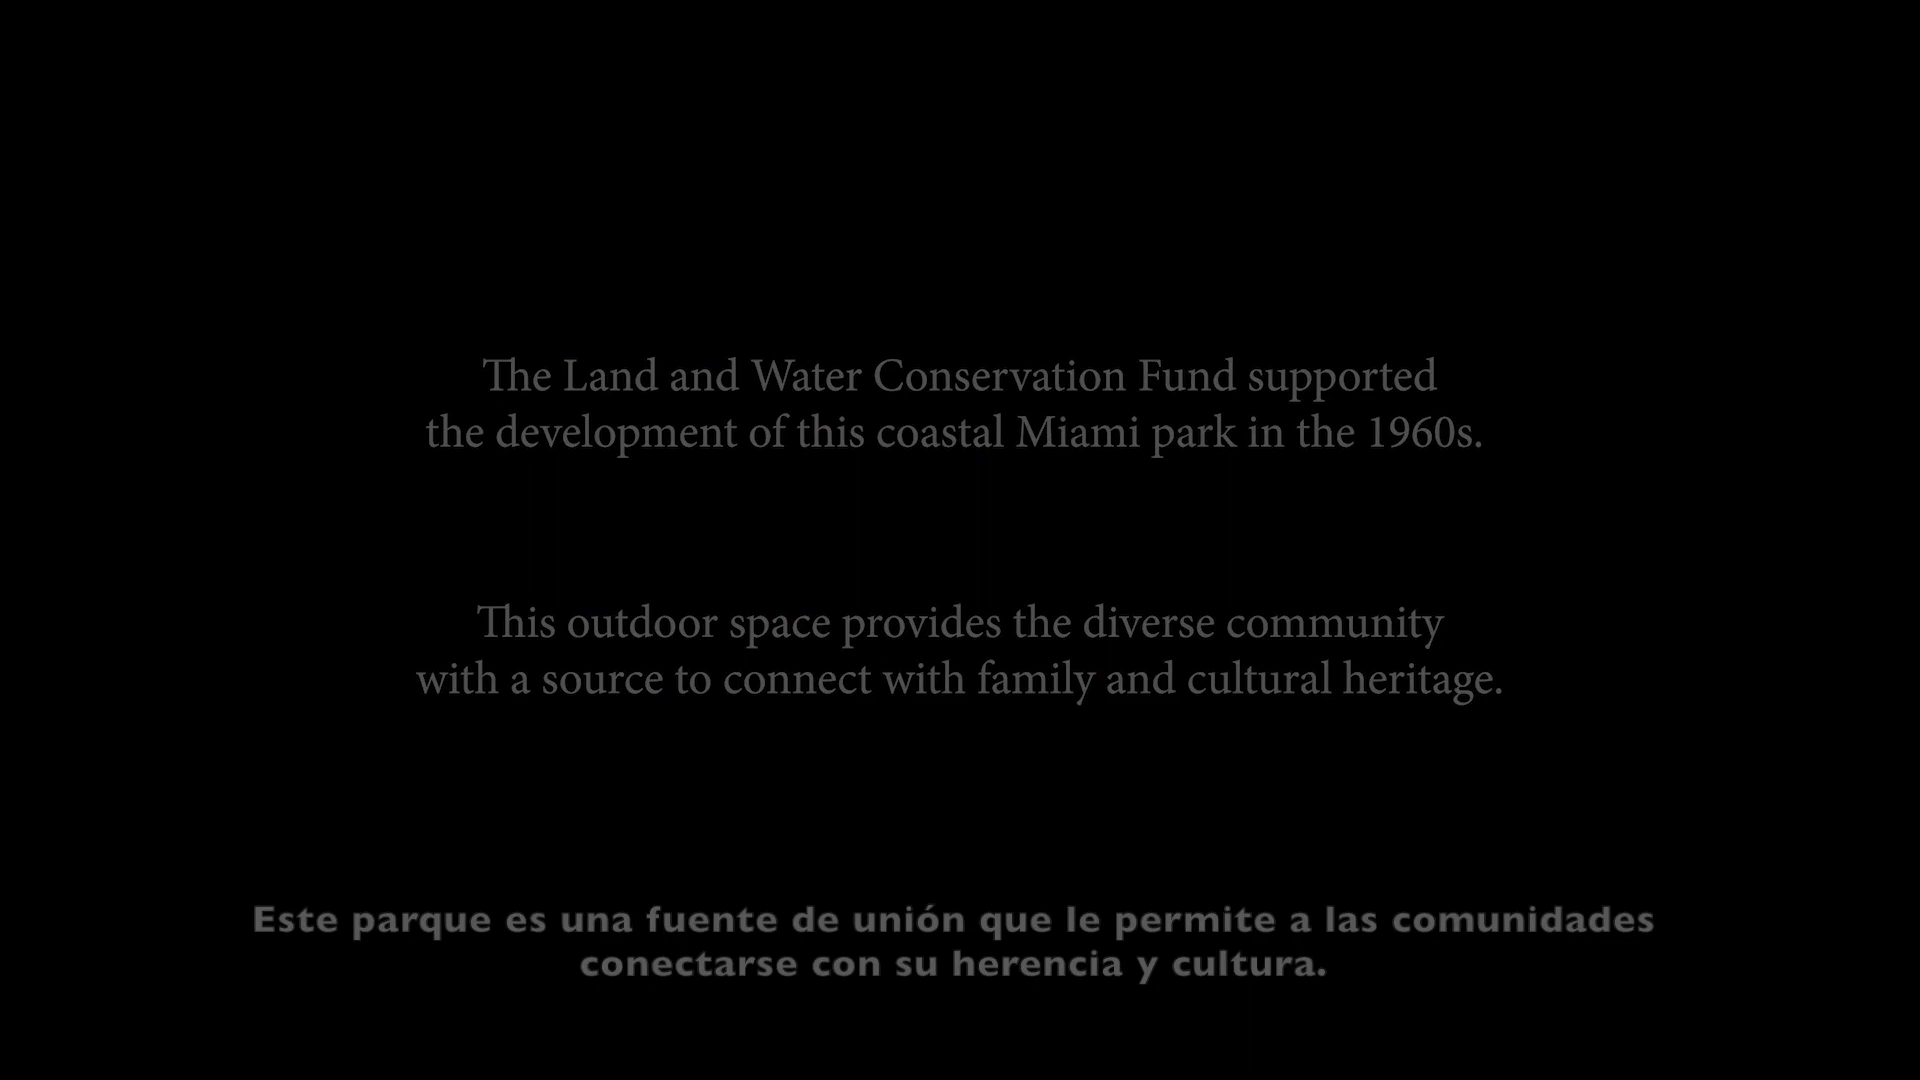 The Land and Water Conservation Fund supported
the development of this coastal Miami park in the 1960s.
This outdoor space provides the diverse community
with a source to connect with family and cultural heritage.
Este parque es una fuente de unión que le permite a las comunidades
conectarse con su herencia y cultura.